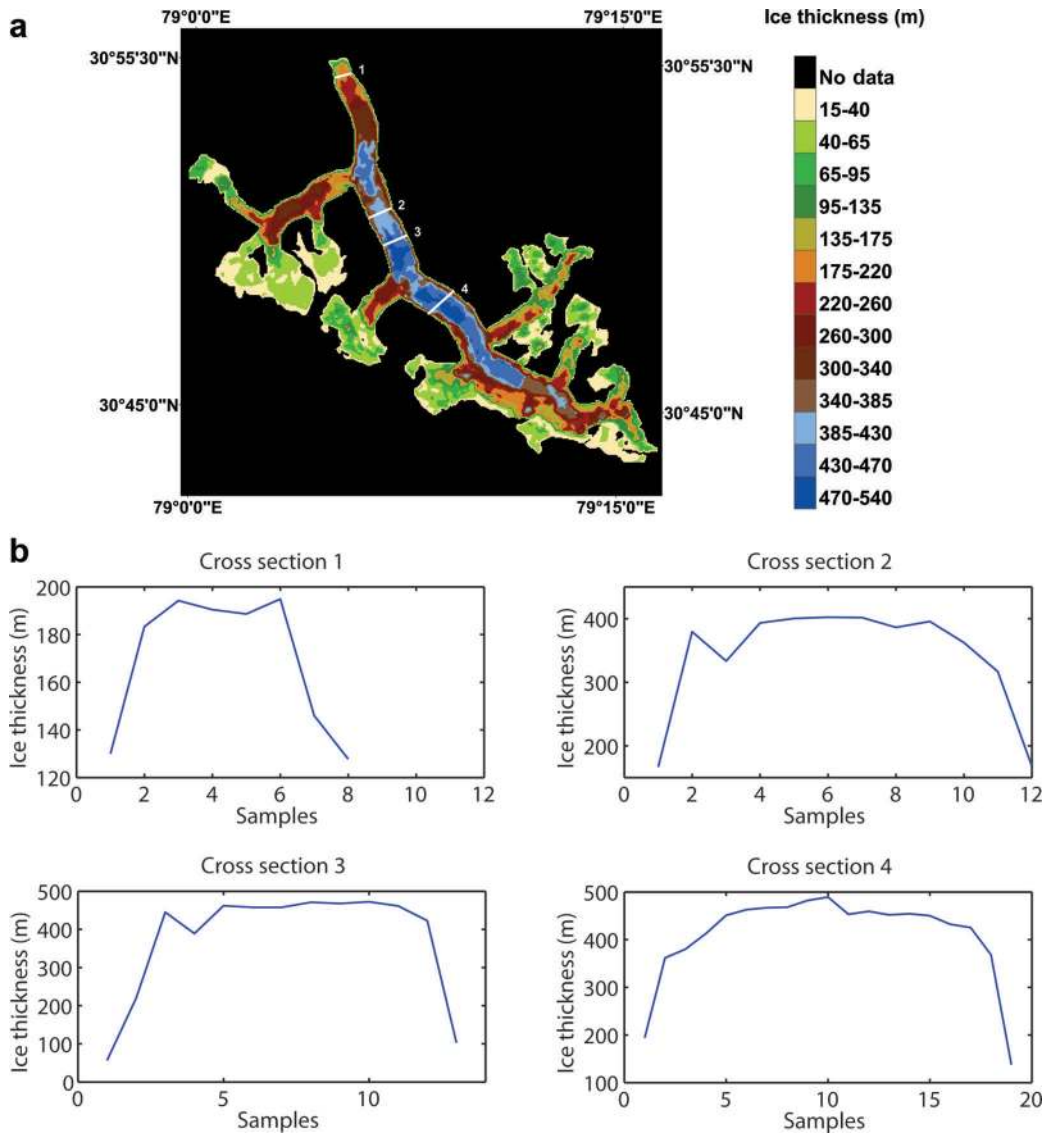 a
79°0'0"E 79°15'0"E
Ice thickness (m)
30°55'30"N 30°55'30"N
1
2
3
4
30°45'0"N 30°45'0"N
79°0'0"E 79°15'0"E
No data
15-40
40-65
65-95
95-135
135-175
175-220
220-260
260-300
300-340
340-385
385-430
430-470
470-540
b
Cross section 1
Ice thickness (m)
200
180
160
140
120
0 2 4 6 8 10 12
Samples
Cross section 2
Ice thickness (m)
400
300
200
0 2 4 6 8 10 12
Samples
Cross section 3
Ice thickness (m)
500
400
300
200
100
0
0 5 10
Samples
Cross section 4
Ice thickness (m)
500
400
300
200
100
0 5 10 15 20
Samples